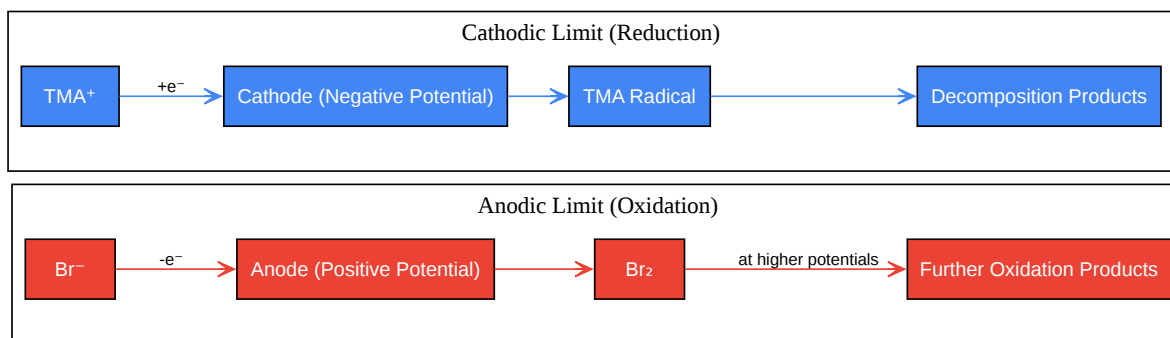 Cathodic Limit (Reduction)
TMA⁺
+e⁻
Cathode (Negative Potential)
TMA Radical
Decomposition Products
Anodic Limit (Oxidation)
Br⁻
-e⁻
Anode (Positive Potential)
Br₂
at higher potentials
Further Oxidation Products